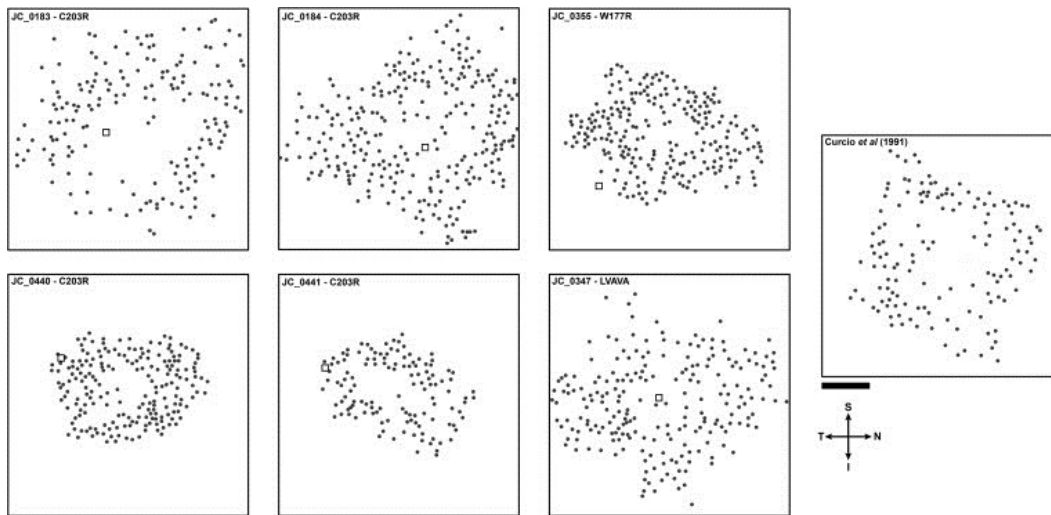 JC_0183 - C203R
JC_0184 - C203R
JC_0355 - W177R
Curcio et al (1991)
JC_0440 - C203R
JC_0441 - C203R
JC_0347 - LVAVA
S
T N
I